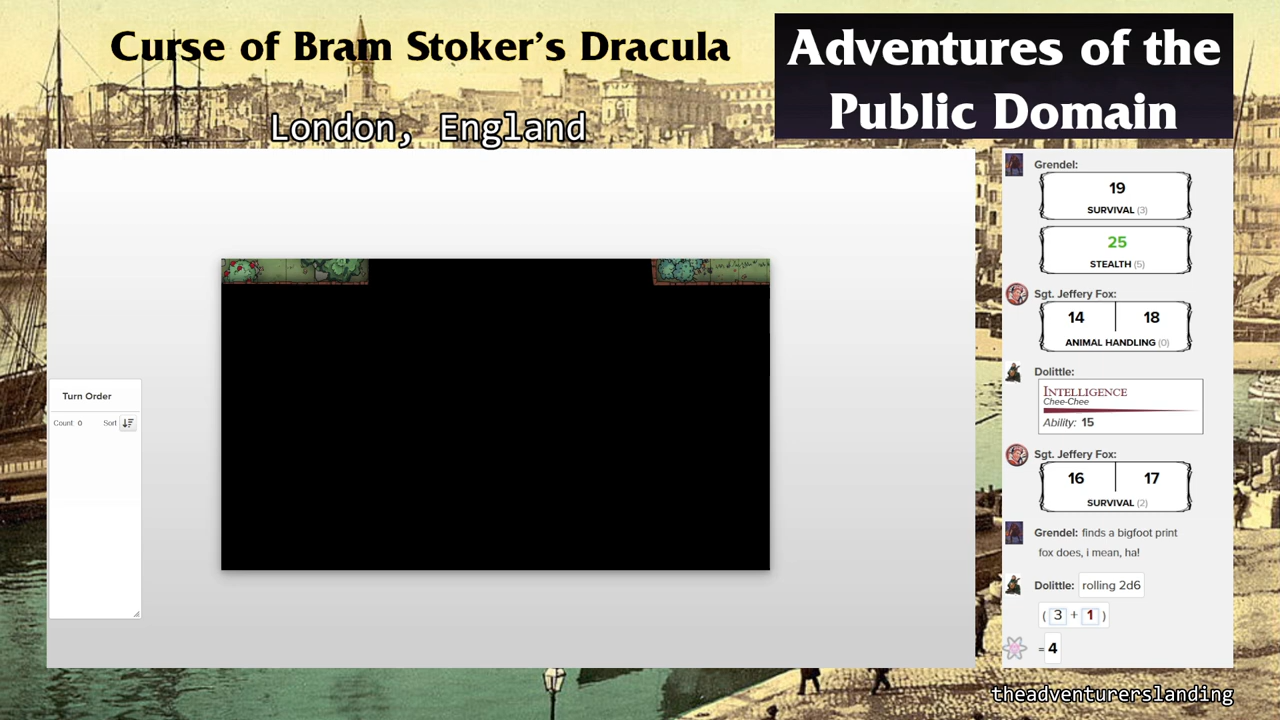 Curse of Bram Stoker's Dracula
London, England
Adventures of the
Public Domain
Turn Order
Count 0 Sort
Grendel:
19
SURVIVAL (3)
25
STEALTH (5)
Sgt. Jeffery Fox:
14 18
ANIMAL HANDLING (0)
Dolittle:
INTELLIGENCE
Chee-Chee
Ability: 15
Sgt. Jeffery Fox:
16 17
SURVIVAL (2)
Grendel: finds a bigfoot print
fox does, i mean, ha!
Dolittle: rolling 2d6
( 3 + 1 )
= 4
theadventurerslanding